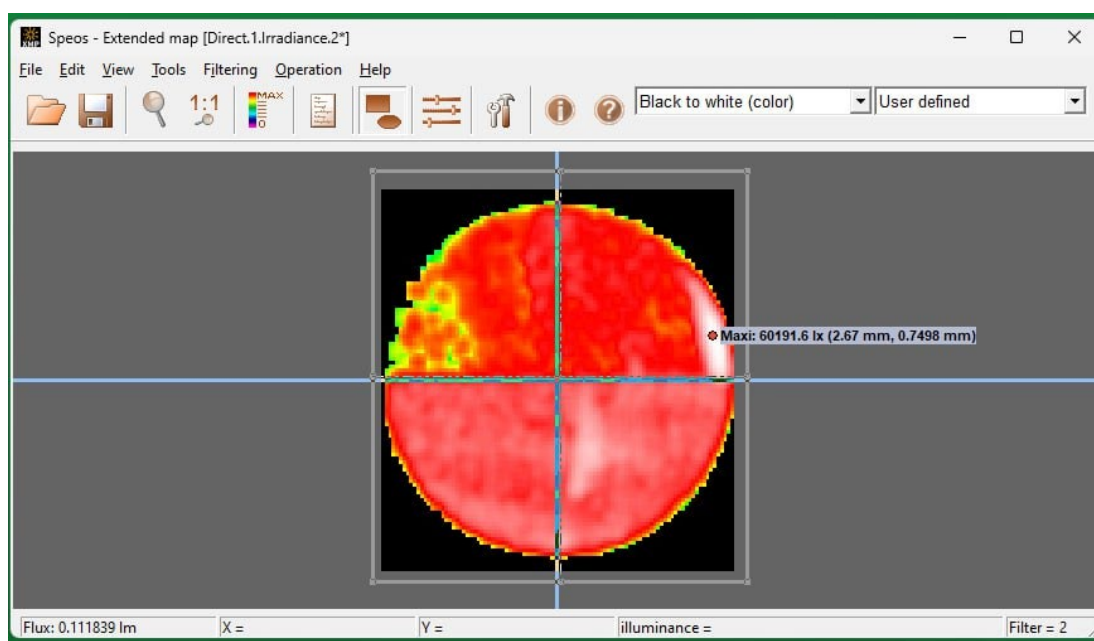 XMP Speos - Extended map [Direct.1.Irradiance.2*]
File Edit View Tools Filtering Operation Help
1:1 MAX 0 Black to white (color) User defined
Maxi: 60191.6 lx (2.67 mm, 0.7498 mm)
Flux: 0.111839 lm X = Y = illuminance = Filter = 2